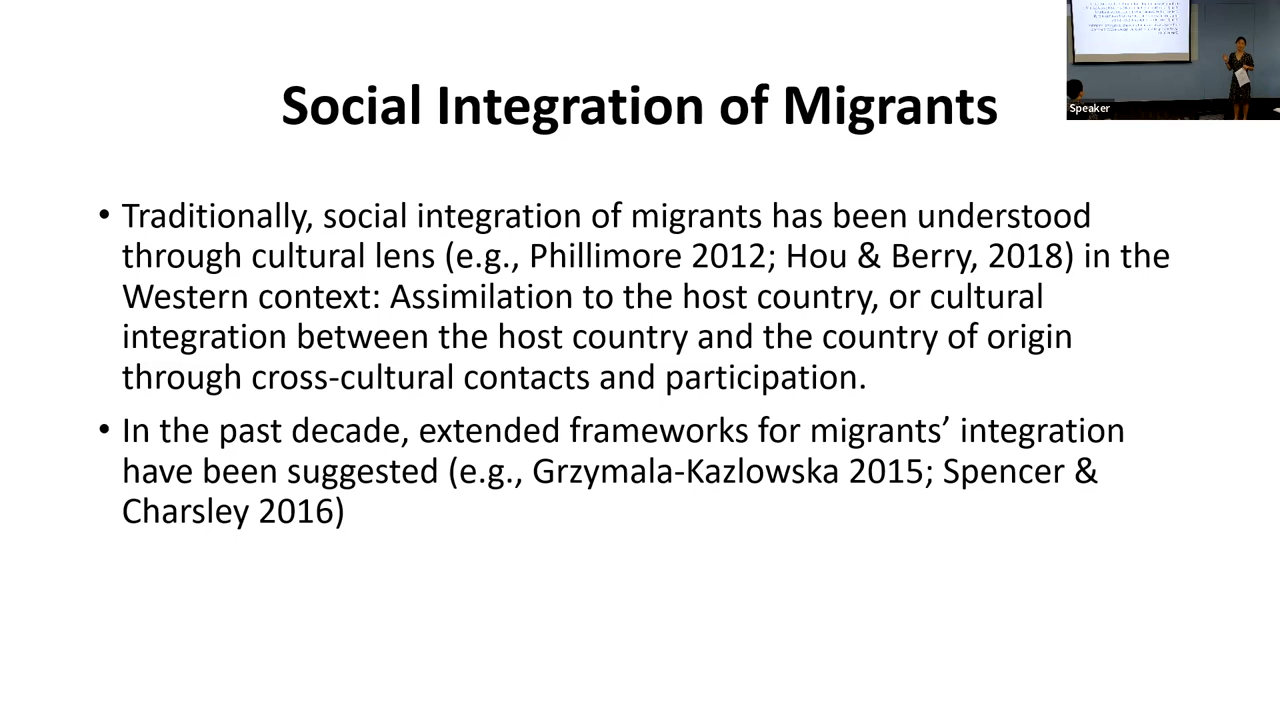 Social Integration of Migrants
Speaker
• Traditionally, social integration of migrants has been understood
through cultural lens (e.g., Phillimore 2012; Hou & Berry, 2018) in the
Western context: Assimilation to the host country, or cultural
integration between the host country and the country of origin
through cross-cultural contacts and participation.
• In the past decade, extended frameworks for migrants’ integration
have been suggested (e.g., Grzymala-Kazlowska 2015; Spencer &
Charsley 2016)